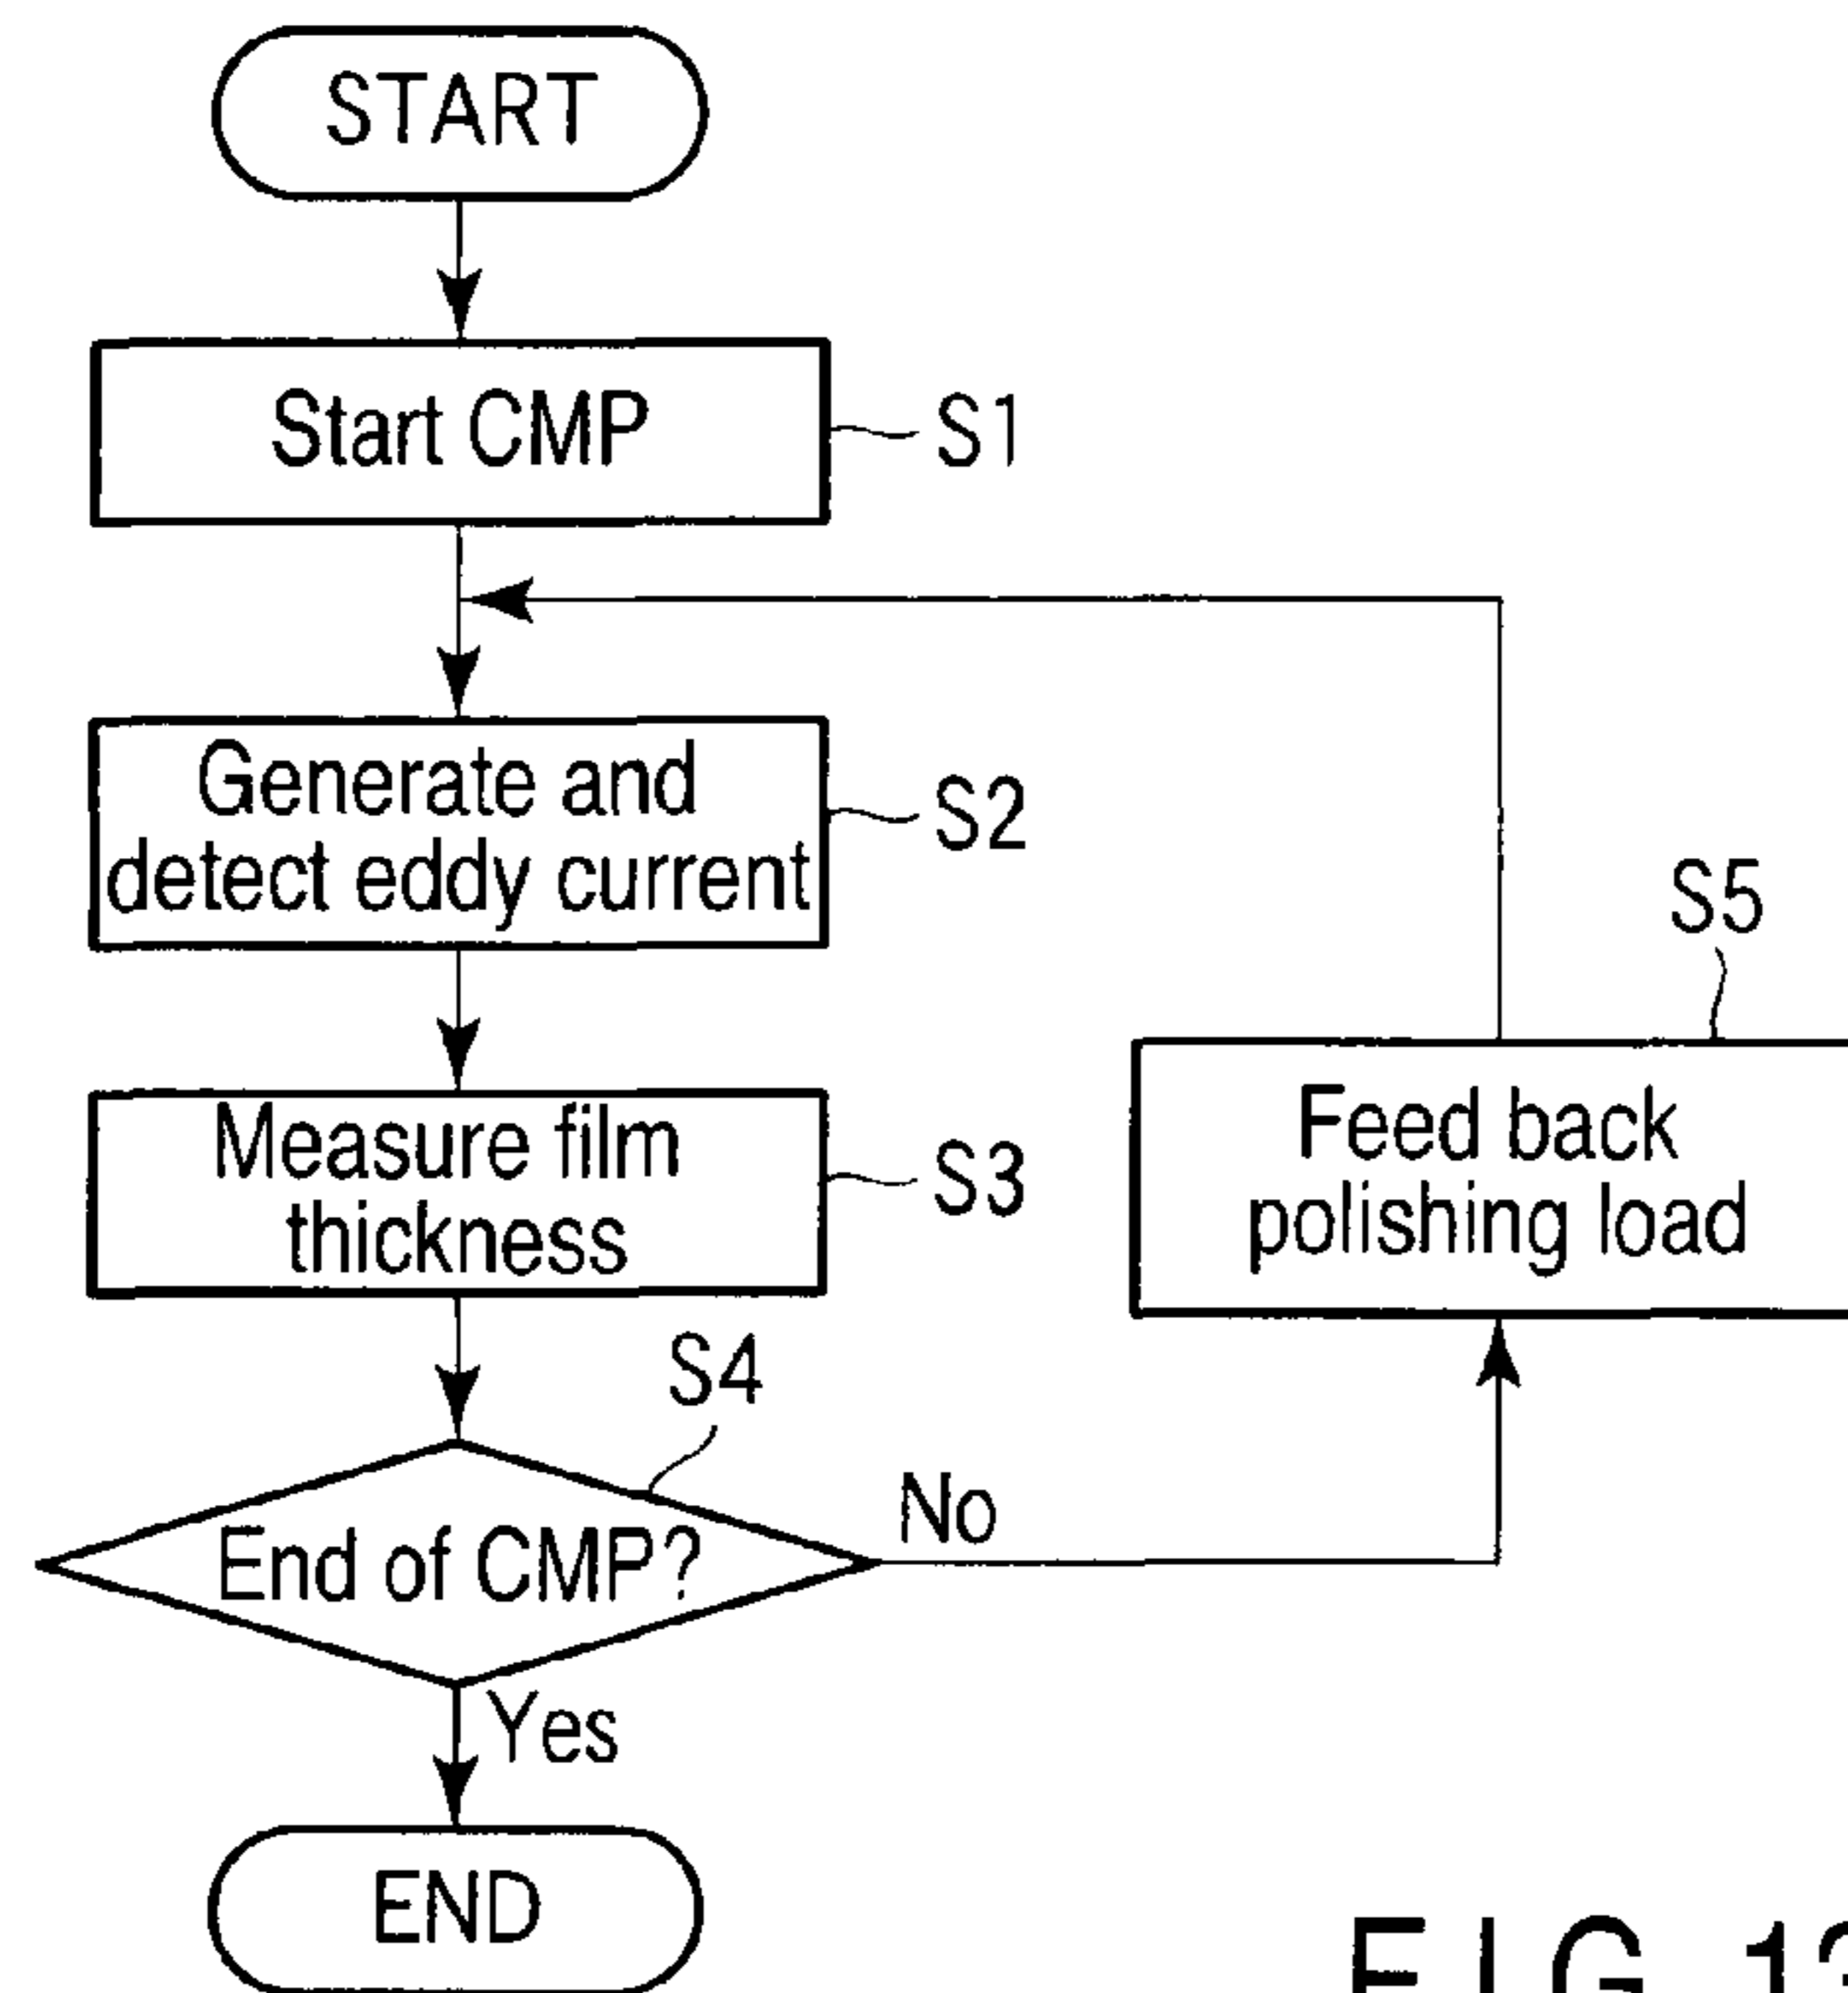 START
Start CMP
S1
Generate and
detect eddy current
S2
Measure film
thickness
S3
S4
End of CMP?
No
Yes
END
S5
Feed back
polishing load
FIG.